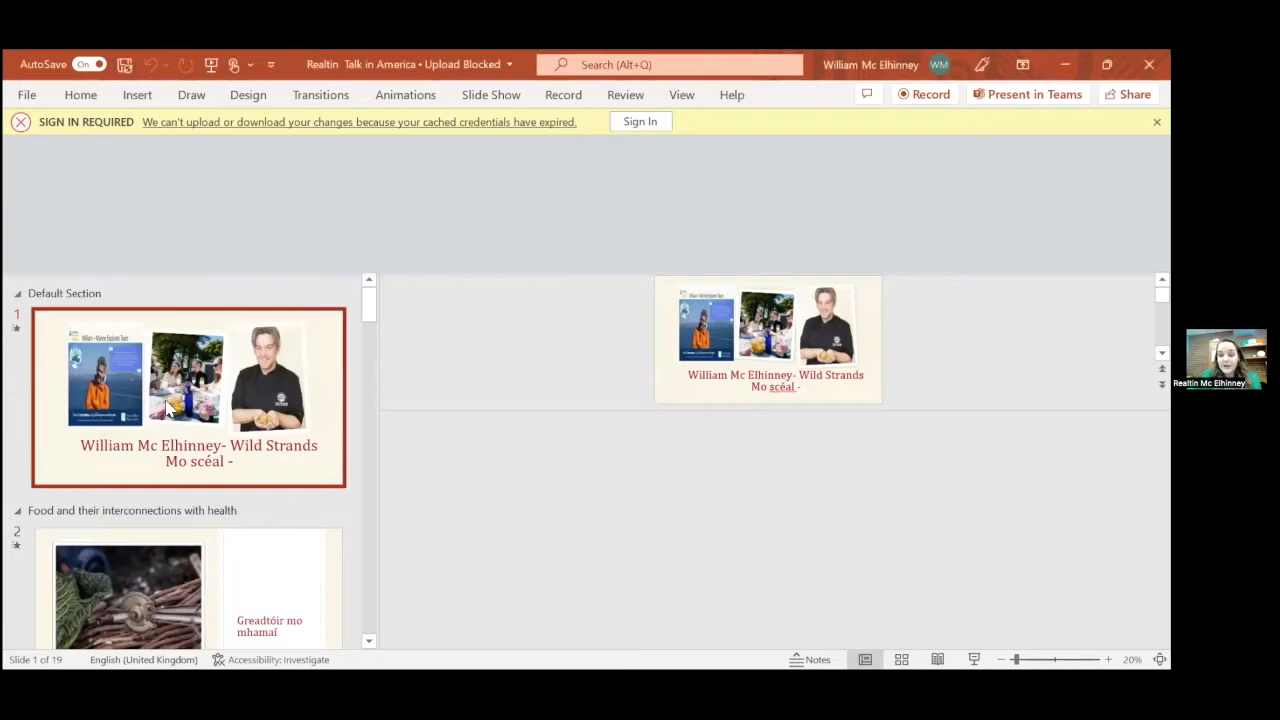 AutoSave On Realtin Talk in America • Upload Blocked Search (Alt+Q) William Mc Elhinney WM
File Home Insert Draw Design Transitions Animations Slide Show Record Review View Help Record Present in Teams Share
SIGN IN REQUIRED We can't upload or download your changes because your cached credentials have expired. Sign In
Default Section
1
William Mc Elhinney- Wild Strands
Mo scéal -
Food and their interconnections with health
2
Greadtóir mo
mhamaí
William Mc Elhinney- Wild Strands
Mo scéal -
Realtin Mc Elhinney
Slide 1 of 19 English (United Kingdom) Accessibility: Investigate Notes 20%